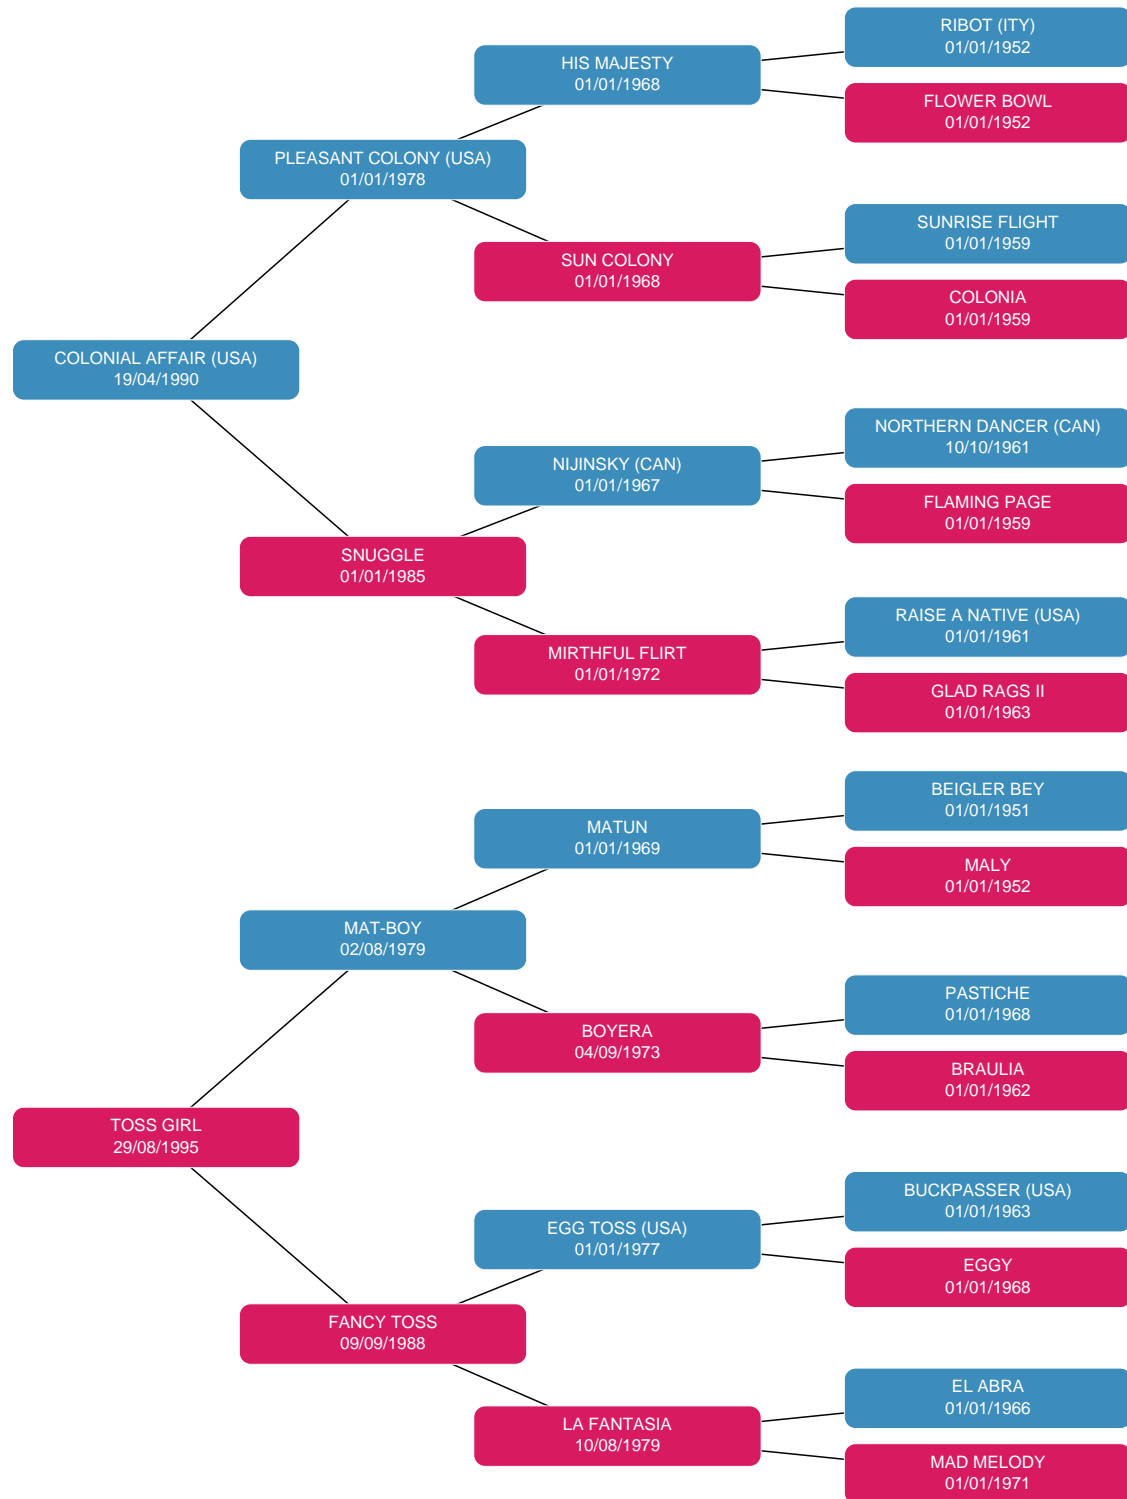 RIBOT (ITY)
01/01/1952
HIS MAJESTY
01/01/1968
FLOWER BOWL
01/01/1952
PLEASANT COLONY (USA)
01/01/1978
SUNRISE FLIGHT
01/01/1959
SUN COLONY
01/01/1968
COLONIA
01/01/1959
COLONIAL AFFAIR (USA)
19/04/1990
NORTHERN DANCER (CAN)
10/10/1961
NIJINSKY (CAN)
01/01/1967
FLAMING PAGE
01/01/1959
SNUGGLE
01/01/1985
RAISE A NATIVE (USA)
01/01/1961
MIRTHFUL FLIRT
01/01/1972
GLAD RAGS II
01/01/1963
BEIGLER BEY
01/01/1951
MATUN
01/01/1969
MALY
01/01/1952
MAT-BOY
02/08/1979
PASTICHE
01/01/1968
BOYERA
04/09/1973
BRAULIA
01/01/1962
TOSS GIRL
29/08/1995
BUCKPASSER (USA)
01/01/1963
EGG TOSS (USA)
01/01/1977
EGGY
01/01/1968
FANCY TOSS
09/09/1988
EL ABRA
01/01/1966
LA FANTASIA
10/08/1979
MAD MELODY
01/01/1971